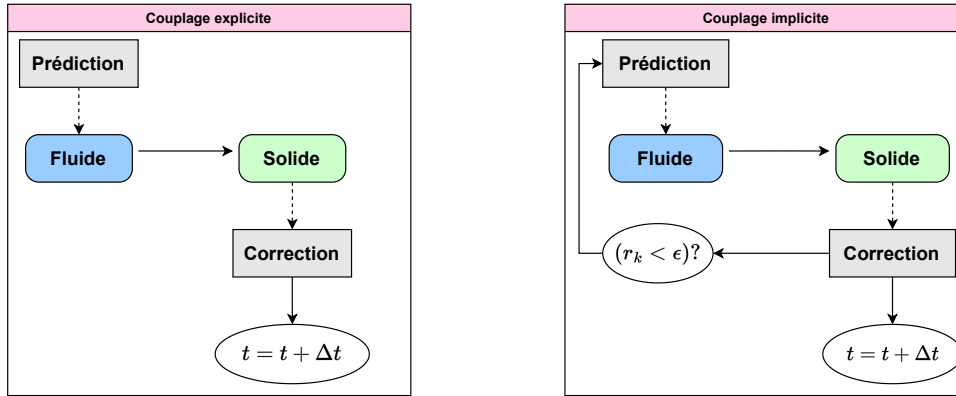 Couplage explicite
Prédiction
Fluide
Solide
Correction
t = t + Δt
Couplage implicite
Prédiction
Fluide
Solide
(r_k < ϵ)?
Correction
t = t + Δt